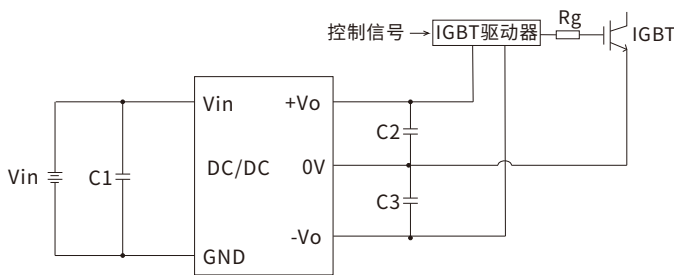 Rg
控制信号
IGBT驱动器
IGBT
Vin
+Vo
C2
Vin
C1
DC/DC
0V
C3
-Vo
GND